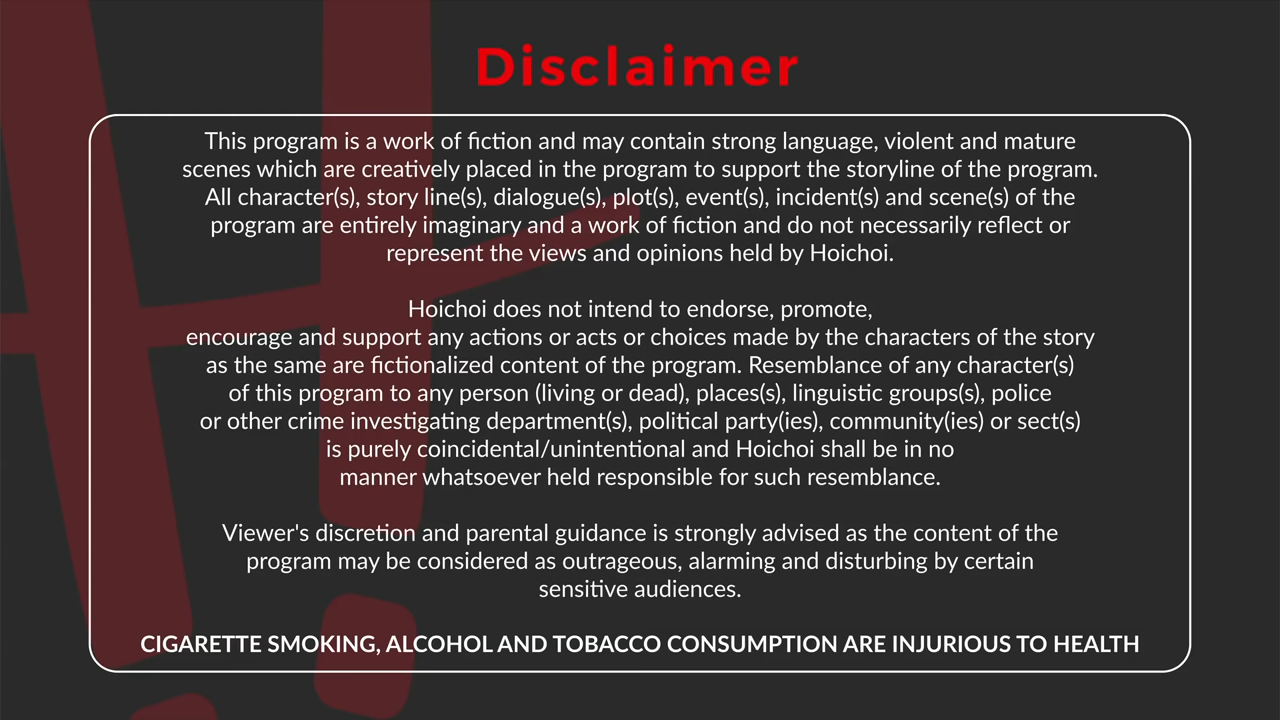 Disclaimer
This program is a work of fiction and may contain strong language, violent and mature
scenes which are creatively placed in the program to support the storyline of the program.
All character(s), story line(s), dialogue(s), plot(s), event(s), incident(s) and scene(s) of the
program are entirely imaginary and a work of fiction and do not necessarily reflect or
represent the views and opinions held by Hoichoi.
Hoichoi does not intend to endorse, promote,
encourage and support any actions or acts or choices made by the characters of the story
as the same are fictionalized content of the program. Resemblance of any character(s)
of this program to any person (living or dead), places(s), linguistic groups(s), police
or other crime investigating department(s), political party(ies), community(ies) or sect(s)
is purely coincidental/unintentional and Hoichoi shall be in no
manner whatsoever held responsible for such resemblance.
Viewer's discretion and parental guidance is strongly advised as the content of the
program may be considered as outrageous, alarming and disturbing by certain
sensitive audiences.
CIGARETTE SMOKING, ALCOHOL AND TOBACCO CONSUMPTION ARE INJURIOUS TO HEALTH